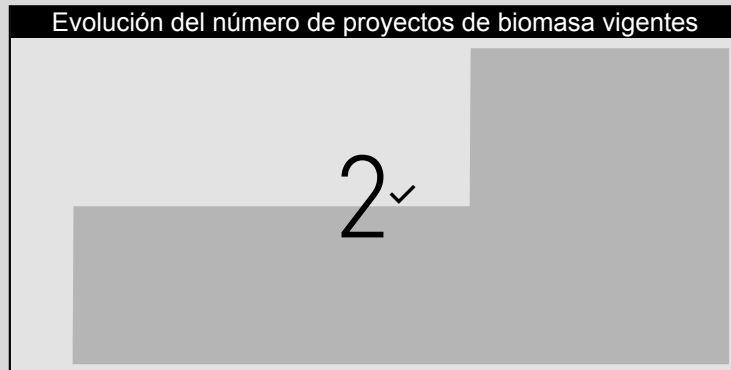 Evolución del número de proyectos de biomasa vigentes
2✓